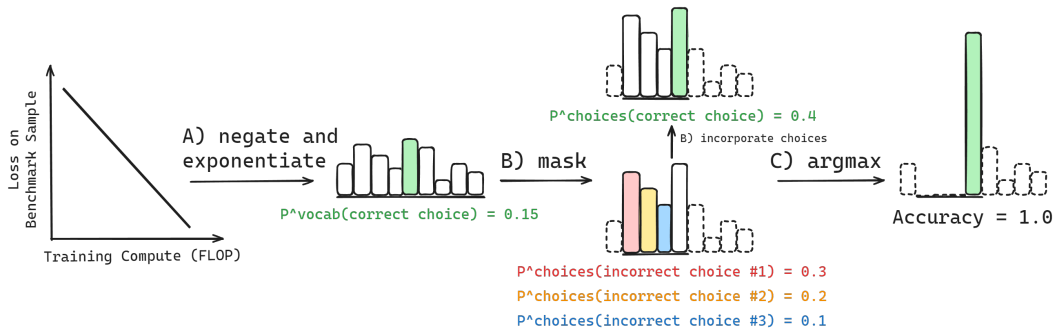 Loss on
Benchmark Sample
Training Compute (FLOP)
A) negate and
exponentiate
P^vocab(correct choice) = 0.15
B) mask
P^choices(correct choice) = 0.4
B) incorporate choices
P^choices(incorrect choice #1) = 0.3
P^choices(incorrect choice #2) = 0.2
P^choices(incorrect choice #3) = 0.1
C) argmax
Accuracy = 1.0